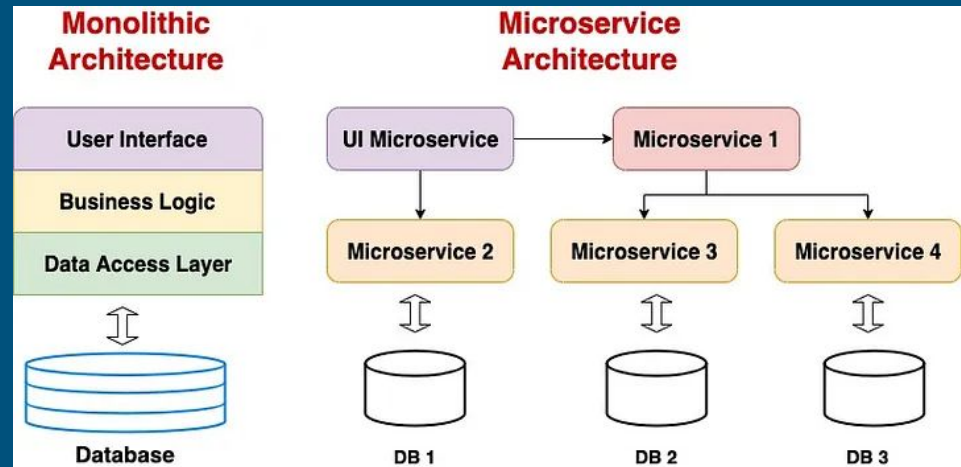 Monolithic
Architecture
User Interface
Business Logic
Data Access Layer
Database
Microservice
Architecture
UI Microservice
Microservice 1
Microservice 2
Microservice 3
Microservice 4
DB 1
DB 2
DB 3